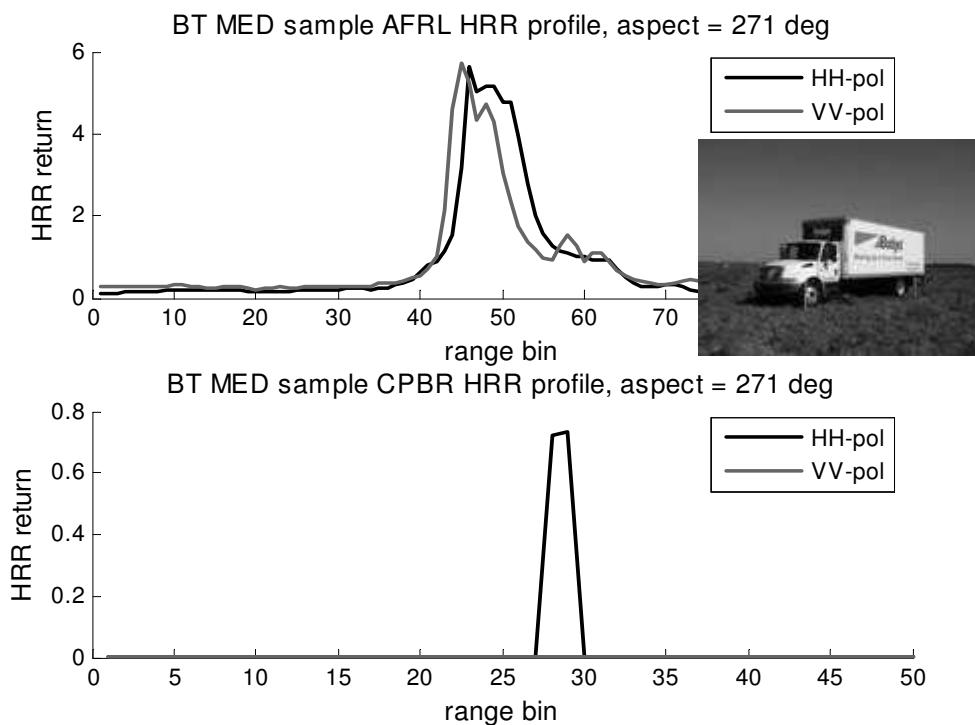 BT MED sample AFRL HRR profile, aspect = 271 deg
6
4
2
0
HRR return
HH-pol
VV-pol
Budget
0 10 20 30 40 50 60 70
range bin
BT MED sample CPBR HRR profile, aspect = 271 deg
0.8
0.6
0.4
0.2
0
HRR return
HH-pol
VV-pol
0 5 10 15 20 25 30 35 40 45 50
range bin